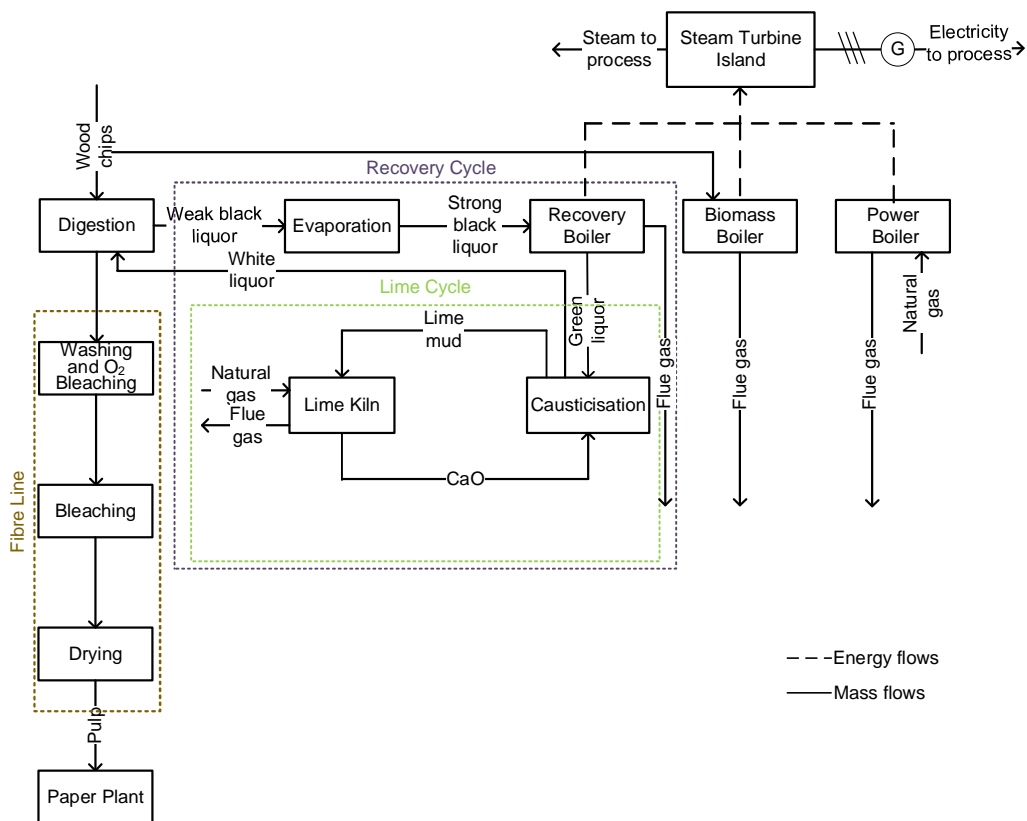 Steam to
process
Steam Turbine
Island
G
Electricity
to process
Wood
chips
Recovery Cycle
Digestion
Weak black
liquor
Evaporation
Strong
black
liquor
Recovery
Boiler
Biomass
Boiler
Power
Boiler
White
liquor
Lime Cycle
Green
liquor
Natural
gas
Lime
mud
Washing
and O2
Bleaching
Natural
gas
Flue
gas
Lime Kiln
Causticisation
Flue gas
Flue gas
Flue gas
CaO
Fibre Line
Bleaching
Drying
Energy flows
Mass flows
Pulp
Paper Plant